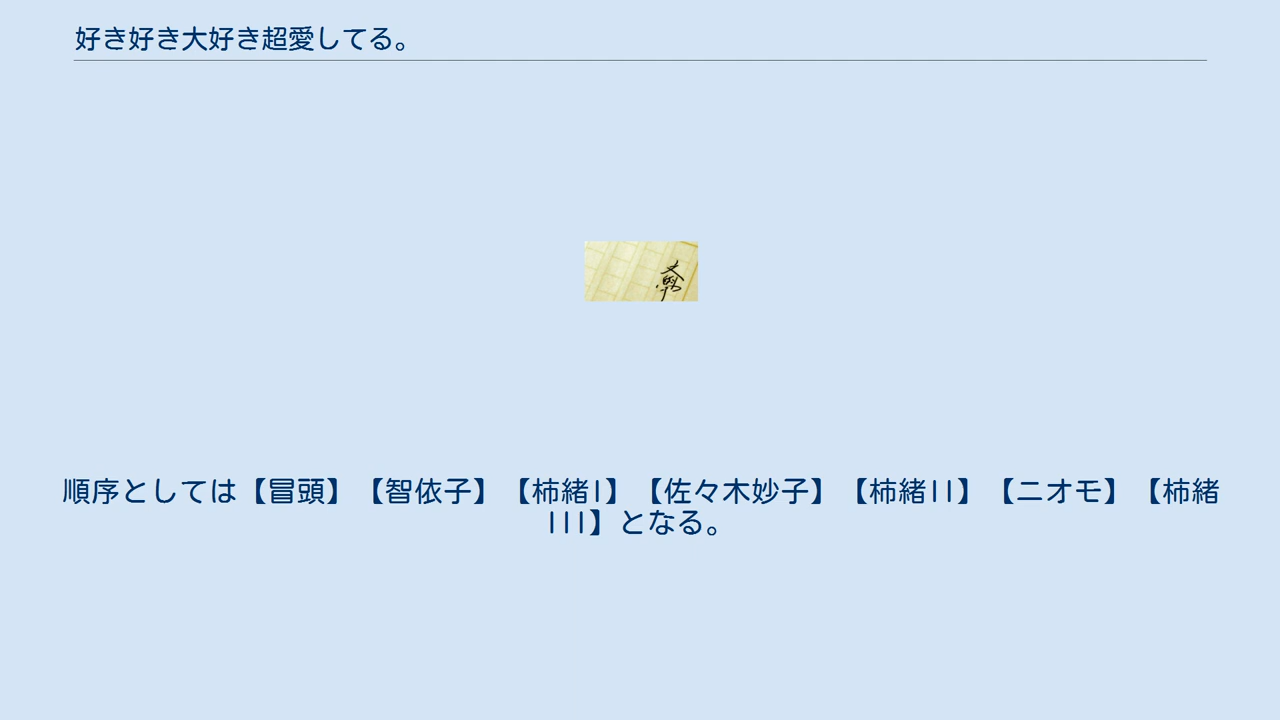 好き好き大好き超愛してる。
順序としては【冒頭】【智依子】【柿緒I】【佐々木妙子】【柿緒II】【ニオモ】【柿緒
III】となる。